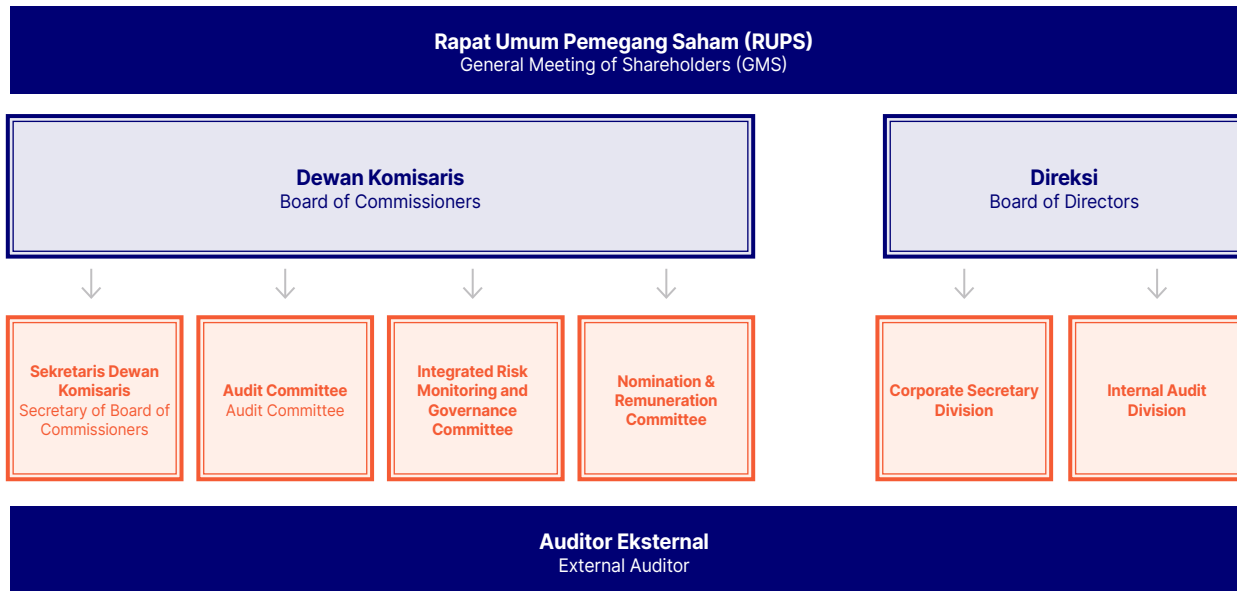 Rapat Umum Pemegang Saham (RUPS)
General Meeting of Shareholders (GMS)
Dewan Komisaris
Board of Commissioners
Direksi
Board of Directors
Sekretaris Dewan
Komisaris
Secretary of Board of
Commissioners
Audit Committee
Audit Committee
Integrated Risk
Monitoring and
Governance
Committee
Nomination &
Remuneration
Committee
Corporate Secretary
Division
Internal Audit
Division
Auditor Eksternal
External Auditor